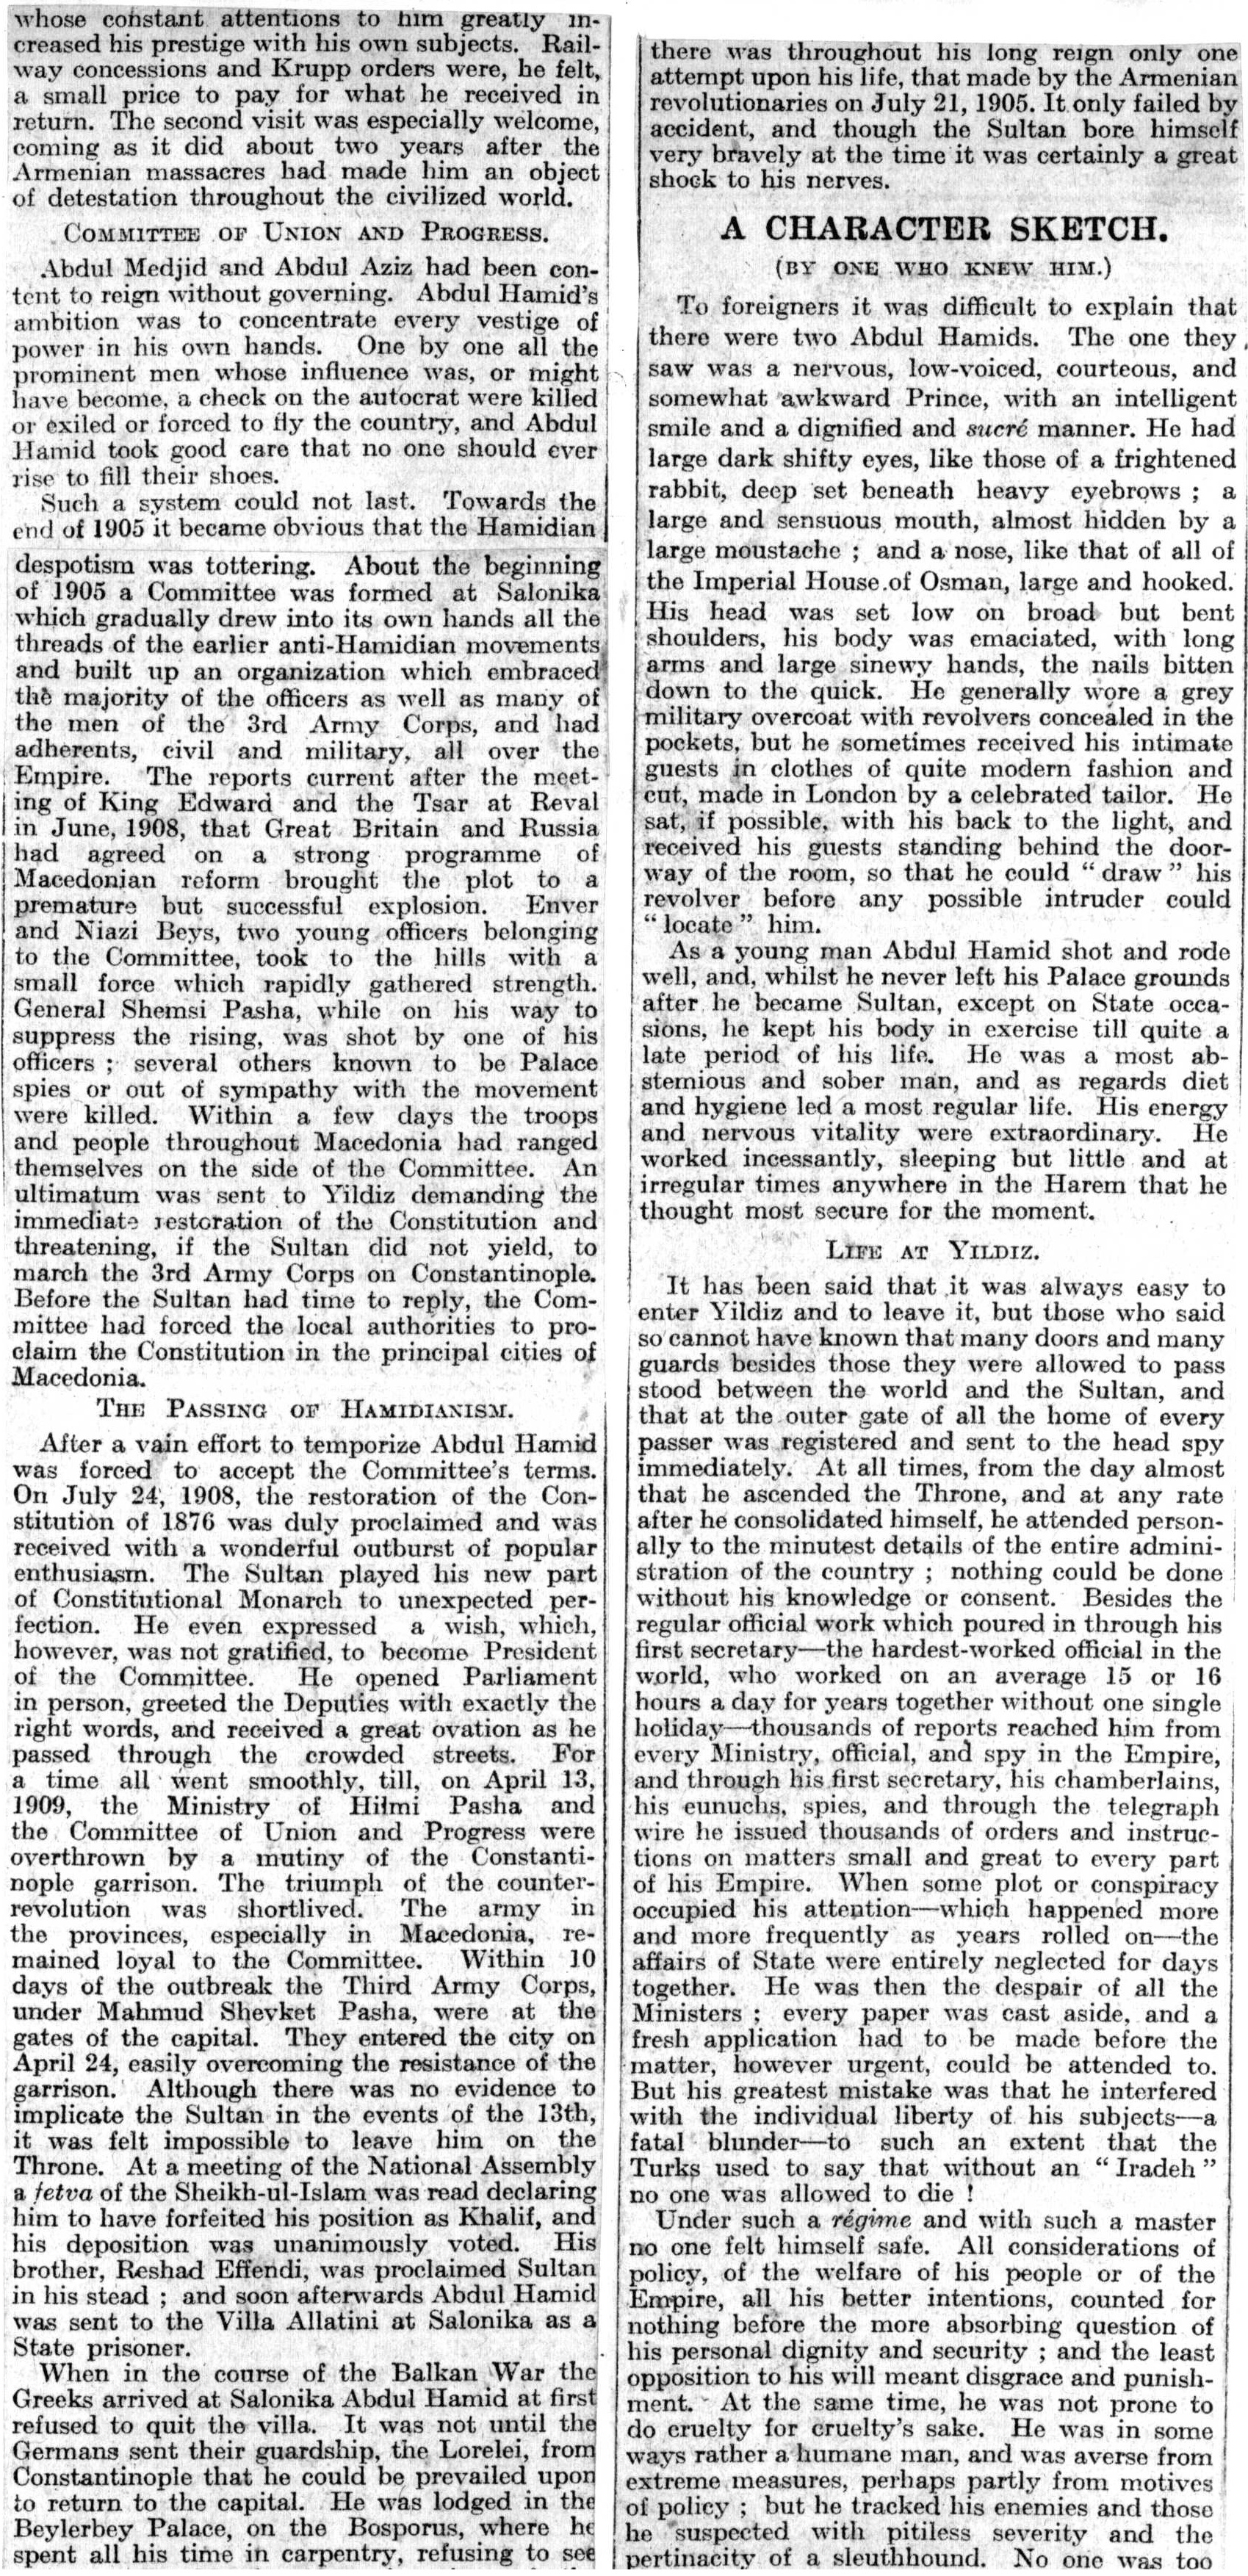 whose constant attentions to him greatly in-
creased his prestige with his own subjects. Rail-
way concessions and Krupp orders were, he felt,
a small price to pay for what he received in
return. The second visit was especially welcome,
coming as it did about two years after the
Armenian massacres had made him an object
of detestation throughout the civilized world.
COMMITTEE OF UNION AND PROGRESS.
Abdul Medjid and Abdul Aziz had been con-
tent to reign without governing. Abdul Hamid's
ambition was to concentrate every vestige of
power in his own hands. One by one all the
prominent men whose influence was, or might
have become, a check on the autocrat were killed
or exiled or forced to fly the country, and Abdul
Hamid took good care that no one should ever
rise to fill their shoes.
Such a system could not last. Towards the
end of 1905 it became obvious that the Hamidian
despotism was tottering. About the beginning
of 1905 a Committee was formed at Salonika
which gradually drew into its own hands all the
threads of the earlier anti-Hamidian movements
and built up an organization which embraced
the majority of the officers as well as many of
the men of the 3rd Army Corps, and had
adherents, civil and military, all over the
Empire. The reports current after the meet-
ing of King Edward and the Tsar at Reval
in June, 1908, that Great Britain and Russia
had agreed on a strong programme of
Macedonian reform brought the plot to a
premature but successful explosion. Enver
and Niazi Beys, two young officers belonging
to the Committee, took to the hills with a
small force which rapidly gathered strength.
General Shemsi Pasha, while on his way to
suppress the rising, was shot by one of his
officers ; several others known to be Palace
spies or out of sympathy with the movement
were killed. Within a few days the troops
and people throughout Macedonia had ranged
themselves on the side of the Committee. An
ultimatum was sent to Yildiz demanding the
immediate restoration of the Constitution and
threatening, if the Sultan did not yield, to
march the 3rd Army Corps on Constantinople.
Before the Sultan had time to reply, the Com-
mittee had forced the local authorities to pro-
claim the Constitution in the principal cities of
Macedonia.
THE PASSING OF HAMIDIANISM.
After a vain effort to temporize Abdul Hamid
was forced to accept the Committee's terms.
On July 24, 1908, the restoration of the Con-
stitution of 1876 was duly proclaimed and was
received with a wonderful outburst of popular
enthusiasm. The Sultan played his new part
of Constitutional Monarch to unexpected per-
fection. He even expressed a wish, which,
however, was not gratified, to become President
of the Committee. He opened Parliament
in person, greeted the Deputies with exactly the
right words, and received a great ovation as he
passed through the crowded streets. For
a time all went smoothly, till, on April 13,
1909, the Ministry of Hilmi Pasha and
the Committee of Union and Progress were
overthrown by a mutiny of the Constanti-
nople garrison. The triumph of the counter-
revolution was shortlived. The army in
the provinces, especially in Macedonia, re-
mained loyal to the Committee. Within 10
days of the outbreak the Third Army Corps,
under Mahmud Shevket Pasha, were at the
gates of the capital. They entered the city on
April 24, easily overcoming the resistance of the
garrison. Although there was no evidence to
implicate the Sultan in the events of the 13th,
it was felt impossible to leave him on the
Throne. At a meeting of the National Assembly
a fetva of the Sheikh-ul-Islam was read declaring
him to have forfeited his position as Khalif, and
his deposition was unanimously voted. His
brother, Reshad Effendi, was proclaimed Sultan
in his stead ; and soon afterwards Abdul Hamid
was sent to the Villa Allatini at Salonika as a
State prisoner.
When in the course of the Balkan War the
Greeks arrived at Salonika Abdul Hamid at first
refused to quit the villa. It was not until the
Germans sent their guardship, the Lorelei, from
Constantinople that he could be prevailed upon
to return to the capital. He was lodged in the
Beylerbey Palace, on the Bosporus, where he
spent all his time in carpentry, refusing to see
there was throughout his long reign only one
attempt upon his life, that made by the Armenian
revolutionaries on July 21, 1905. It only failed by
accident, and though the Sultan bore himself
very bravely at the time it was certainly a great
shock to his nerves.
A CHARACTER SKETCH.
(BY ONE WHO KNEW HIM.)
To foreigners it was difficult to explain that
there were two Abdul Hamids. The one they
saw was a nervous, low-voiced, courteous, and
somewhat awkward Prince, with an intelligent
smile and a dignified and sucré manner. He had
large dark shifty eyes, like those of a frightened
rabbit, deep set beneath heavy eyebrows ; a
large and sensuous mouth, almost hidden by a
large moustache ; and a nose, like that of all of
the Imperial House of Osman, large and hooked.
His head was set low on broad but bent
shoulders, his body was emaciated, with long
arms and large sinewy hands, the nails bitten
down to the quick. He generally wore a grey
military overcoat with revolvers concealed in the
pockets, but he sometimes received his intimate
guests in clothes of quite modern fashion and
cut, made in London by a celebrated tailor. He
sat, if possible, with his back to the light, and
received his guests standing behind the door-
way of the room, so that he could "draw" his
revolver before any possible intruder could
"locate" him.
As a young man Abdul Hamid shot and rode
well, and, whilst he never left his Palace grounds
after he became Sultan, except on State occa-
sions, he kept his body in exercise till quite a
late period of his life. He was a most ab-
stemious and sober man, and as regards diet
and hygiene led a most regular life. His energy
and nervous vitality were extraordinary. He
worked incessantly, sleeping but little and at
irregular times anywhere in the Harem that he
thought most secure for the moment.
LIFE AT YILDIZ.
It has been said that it was always easy to
enter Yildiz and to leave it, but those who said
so cannot have known that many doors and many
guards besides those they were allowed to pass
stood between the world and the Sultan, and
that at the outer gate of all the home of every
passer was registered and sent to the head spy
immediately. At all times, from the day almost
that he ascended the Throne, and at any rate
after he consolidated himself, he attended person-
ally to the minutest details of the entire admini-
stration of the country ; nothing could be done
without his knowledge or consent. Besides the
regular official work which poured in through his
first secretary—the hardest-worked official in the
world, who worked on an average 15 or 16
hours a day for years together without one single
holiday—thousands of reports reached him from
every Ministry, official, and spy in the Empire,
and through his first secretary, his chamberlains,
his eunuchs, spies, and through the telegraph
wire he issued thousands of orders and instruc-
tions on matters small and great to every part
of his Empire. When some plot or conspiracy
occupied his attention—which happened more
and more frequently as years rolled on—the
affairs of State were entirely neglected for days
together. He was then the despair of all the
Ministers ; every paper was cast aside, and a
fresh application had to be made before the
matter, however urgent, could be attended to.
But his greatest mistake was that he interfered
with the individual liberty of his subjects—a
fatal blunder—to such an extent that the
Turks used to say that without an "Iradeh"
no one was allowed to die !
Under such a régime and with such a master
no one felt himself safe. All considerations of
policy, of the welfare of his people or of the
Empire, all his better intentions, counted for
nothing before the more absorbing question of
his personal dignity and security ; and the least
opposition to his will meant disgrace and punish-
ment. At the same time, he was not prone to
do cruelty for cruelty's sake. He was in some
ways rather a humane man, and was averse from
extreme measures, perhaps partly from motives
of policy ; but he tracked his enemies and those
he suspected with pitiless severity and the
pertinacity of a sleuthhound. No one was too